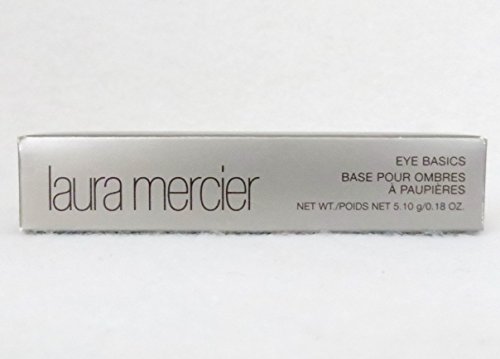 laura mercier
EYE BASICS
BASE POUR OMBRES
À PAUPIÈRES
NET WT./POIDS NET 5.10 g/0.18 OZ.